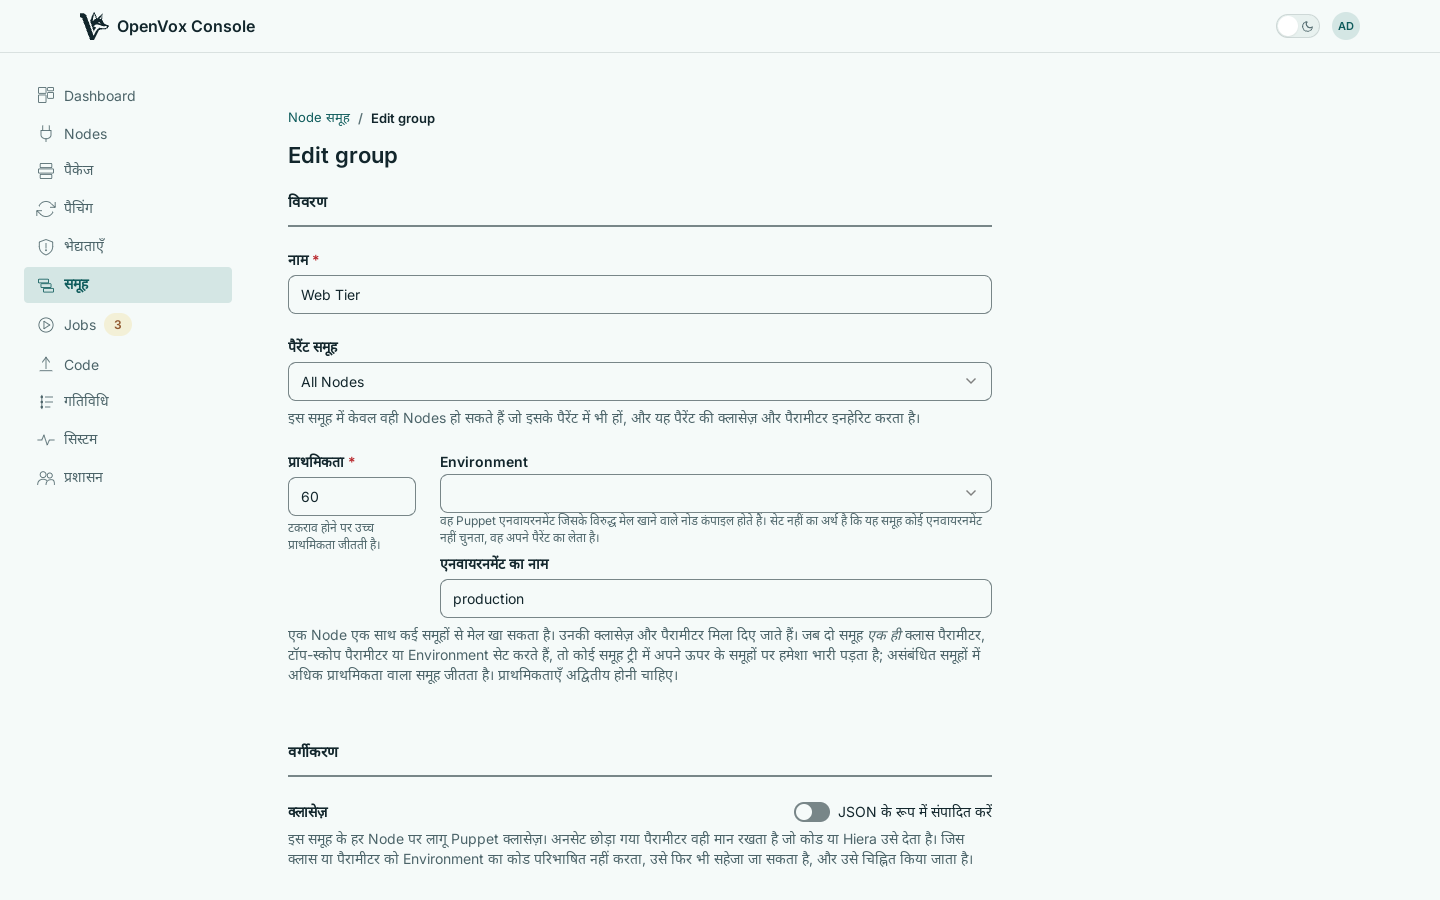 OpenVox Console
AD
Dashboard
Nodes
पैकेज
पैचिंग
भेद्यताएँ
समूह
Jobs 3
Code
गतिविधि
सिस्टम
प्रशासन
Node समूह / Edit group
Edit group
विवरण
नाम *
Web Tier
पैरेंट समूह
All Nodes
इस समूह में केवल वही Nodes हो सकते हैं जो इसके पैरेंट में भी हों, और यह पैरेंट की क्लासेज़ और पैरामीटर इनहेरिट करता है।
प्राथमिकता *
60
टकराव होने पर उच्च
प्राथमिकता जीतती है।
Environment
वह Puppet एनवायरनमेंट जिसके विरुद्ध मेल खाने वाले नोड कंपाइल होते हैं। सेट नहीं का अर्थ है कि यह समूह कोई एनवायरनमेंट
नहीं चुनता, वह अपने पैरेंट का लेता है।
एनवायरनमेंट का नाम
production
एक Node एक साथ कई समूहों से मेल खा सकता है। उनकी क्लासेज़ और पैरामीटर मिला दिए जाते हैं। जब दो समूह एक ही क्लास पैरामीटर,
टॉप-स्कोप पैरामीटर या Environment सेट करते हैं, तो कोई समूह ट्री में अपने ऊपर के समूहों पर हमेशा भारी पड़ता है; असंबंधित समूहों में
अधिक प्राथमिकता वाला समूह जीतता है। प्राथमिकताएँ अद्वितीय होनी चाहिए।
वर्गीकरण
क्लासेज़
JSON के रूप में संपादित करें
इस समूह के हर Node पर लागू Puppet क्लासेज़। अनसेट छोड़ा गया पैरामीटर वही मान रखता है जो कोड या Hiera उसे देता है। जिस
क्लास या पैरामीटर को Environment का कोड परिभाषित नहीं करता, उसे फिर भी सहेजा जा सकता है, और उसे चिह्नित किया जाता है।